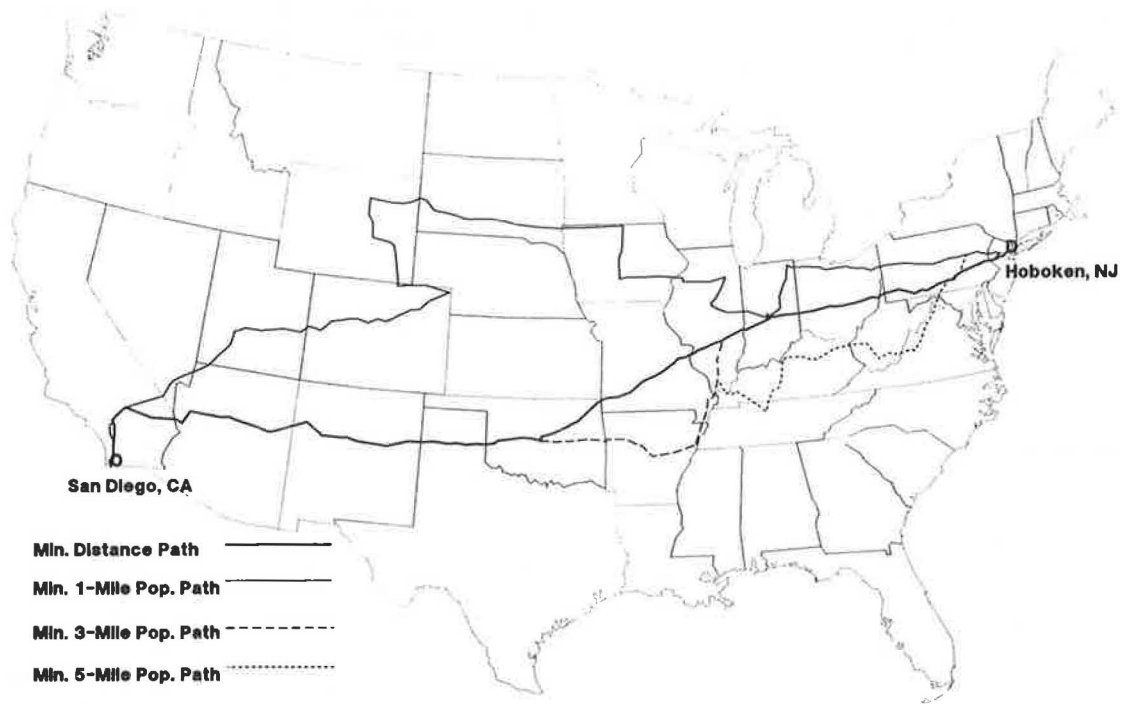 Hoboken, NJ
San Diego, CA
Min. Distance Path
Min. 1-Mile Pop. Path
Min. 3-Mile Pop. Path
Min. 5-Mile Pop. Path